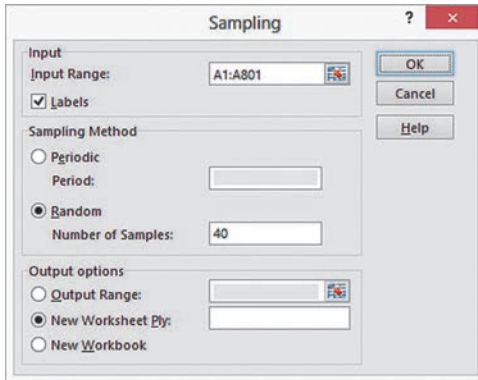 Sampling
?
×
Input
Input Range:
A1:A801
Labels
OK
Cancel
Help
Sampling Method
Periodic
Period:
Random
Number of Samples:
40
Output options
Output Range:
New Worksheet Ply:
New Workbook